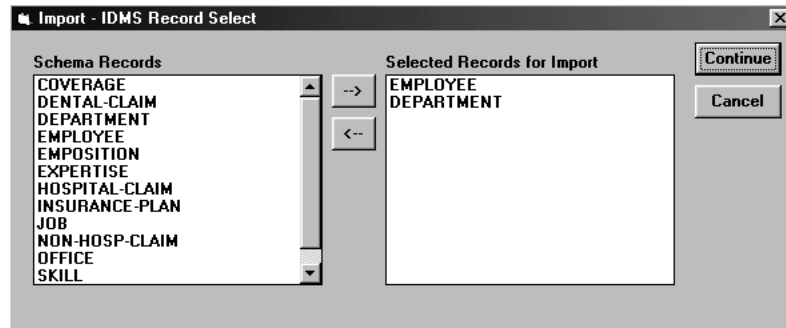 Import - IDMS Record Select
Schema Records
COVERAGE
DENTAL-CLAIM
DEPARTMENT
EMPLOYEE
EMPOSITION
EXPERTISE
HOSPITAL-CLAIM
INSURANCE-PLAN
JOB
NON-HOSP-CLAIM
OFFICE
SKILL
-->
<--
Selected Records for Import
EMPLOYEE
DEPARTMENT
Continue
Cancel